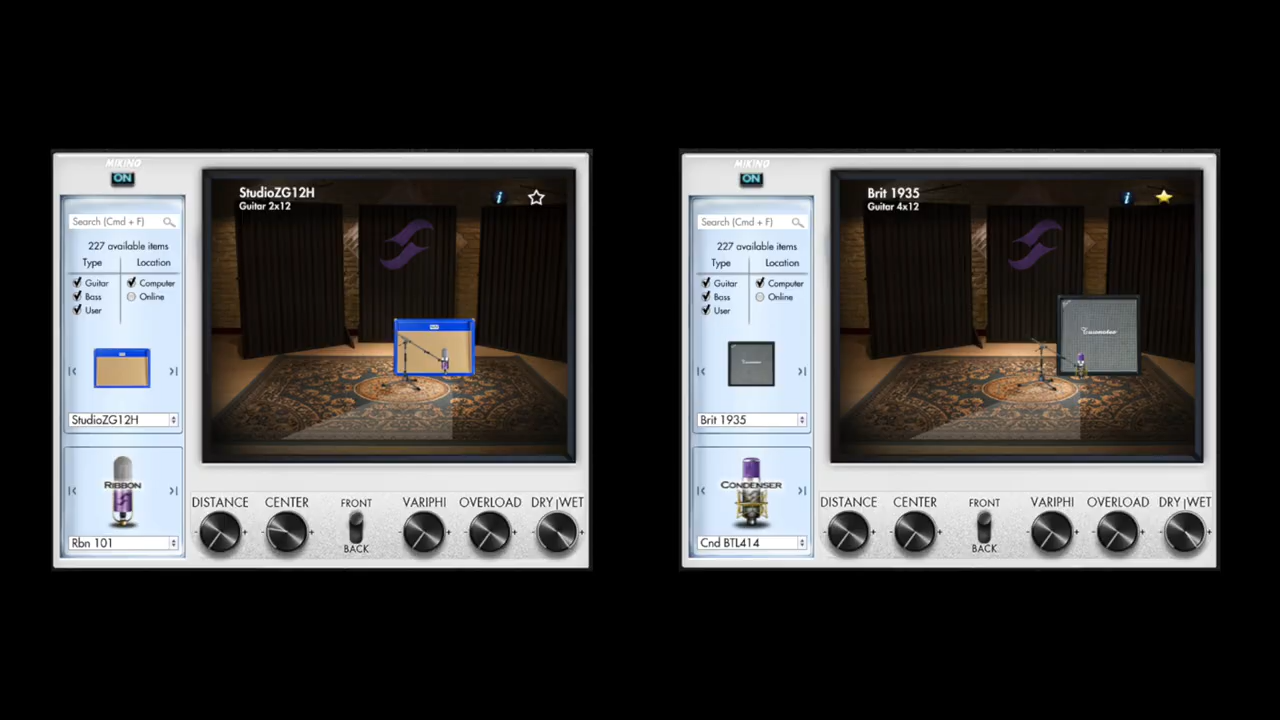 MIKING
ON
StudioZG12H
Guitar 2x12
i
Search (Cmd + F)
227 available items
Type Location
Guitar Computer
Bass Online
User
StudioZG12H
RIBBON
Rbn 101
DISTANCE CENTER FRONT VARIPHI OVERLOAD DRY|WET
- + - + - + - + - +
BACK
MIKING
ON
Brit 1935
Guitar 4x12
i
Search (Cmd + F)
227 available items
Type Location
Guitar Computer
Bass Online
User
Brit 1935
CONDENSER
Cnd BTL414
DISTANCE CENTER FRONT VARIPHI OVERLOAD DRY|WET
- + - + - + - + - +
BACK